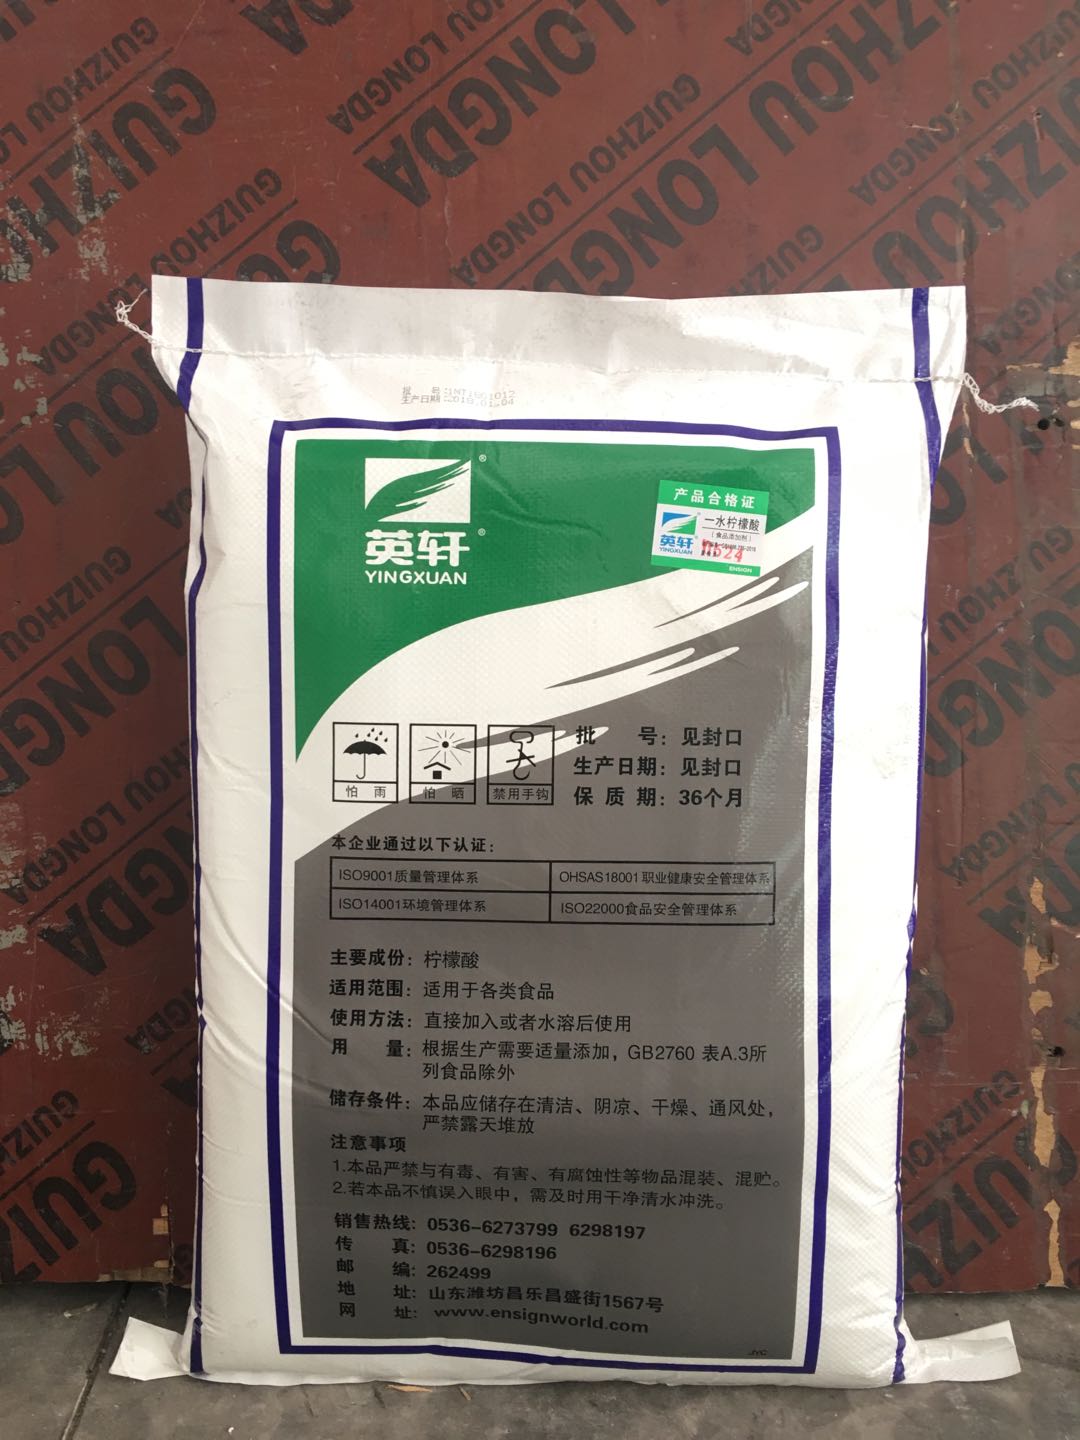 GUIZHOU LONGDA
批 号:1MT1801012
生产日期:2018.01.04
英轩
YINGXUAN
产品合格证
一水柠檬酸
(食品添加剂)
英轩
YINGXUAN
ENSIGN
怕 雨
怕 晒
禁用手钩
批 号: 见封口
生产日期: 见封口
保 质 期: 36个月
本企业通过以下认证:
ISO9001质量管理体系
OHSAS18001 职业健康安全管理体系
ISO14001环境管理体系
ISO22000食品安全管理体系
主要成份: 柠檬酸
适用范围: 适用于各类食品
使用方法: 直接加入或者水溶后使用
用 量: 根据生产需要适量添加, GB2760 表A.3所
列食品除外
储存条件: 本品应储存在清洁、阴凉、干燥、通风处,
严禁露天堆放
注意事项
1.本品严禁与有毒、有害、有腐蚀性等物品混装、混贮。
2.若本品不慎误入眼中, 需及时用干净清水冲洗。
销售热线: 0536-6273799 6298197
传 真: 0536-6298196
邮 编: 262499
地 址: 山东潍坊昌乐昌盛街1567号
网 址: www.ensignworld.com
JYC